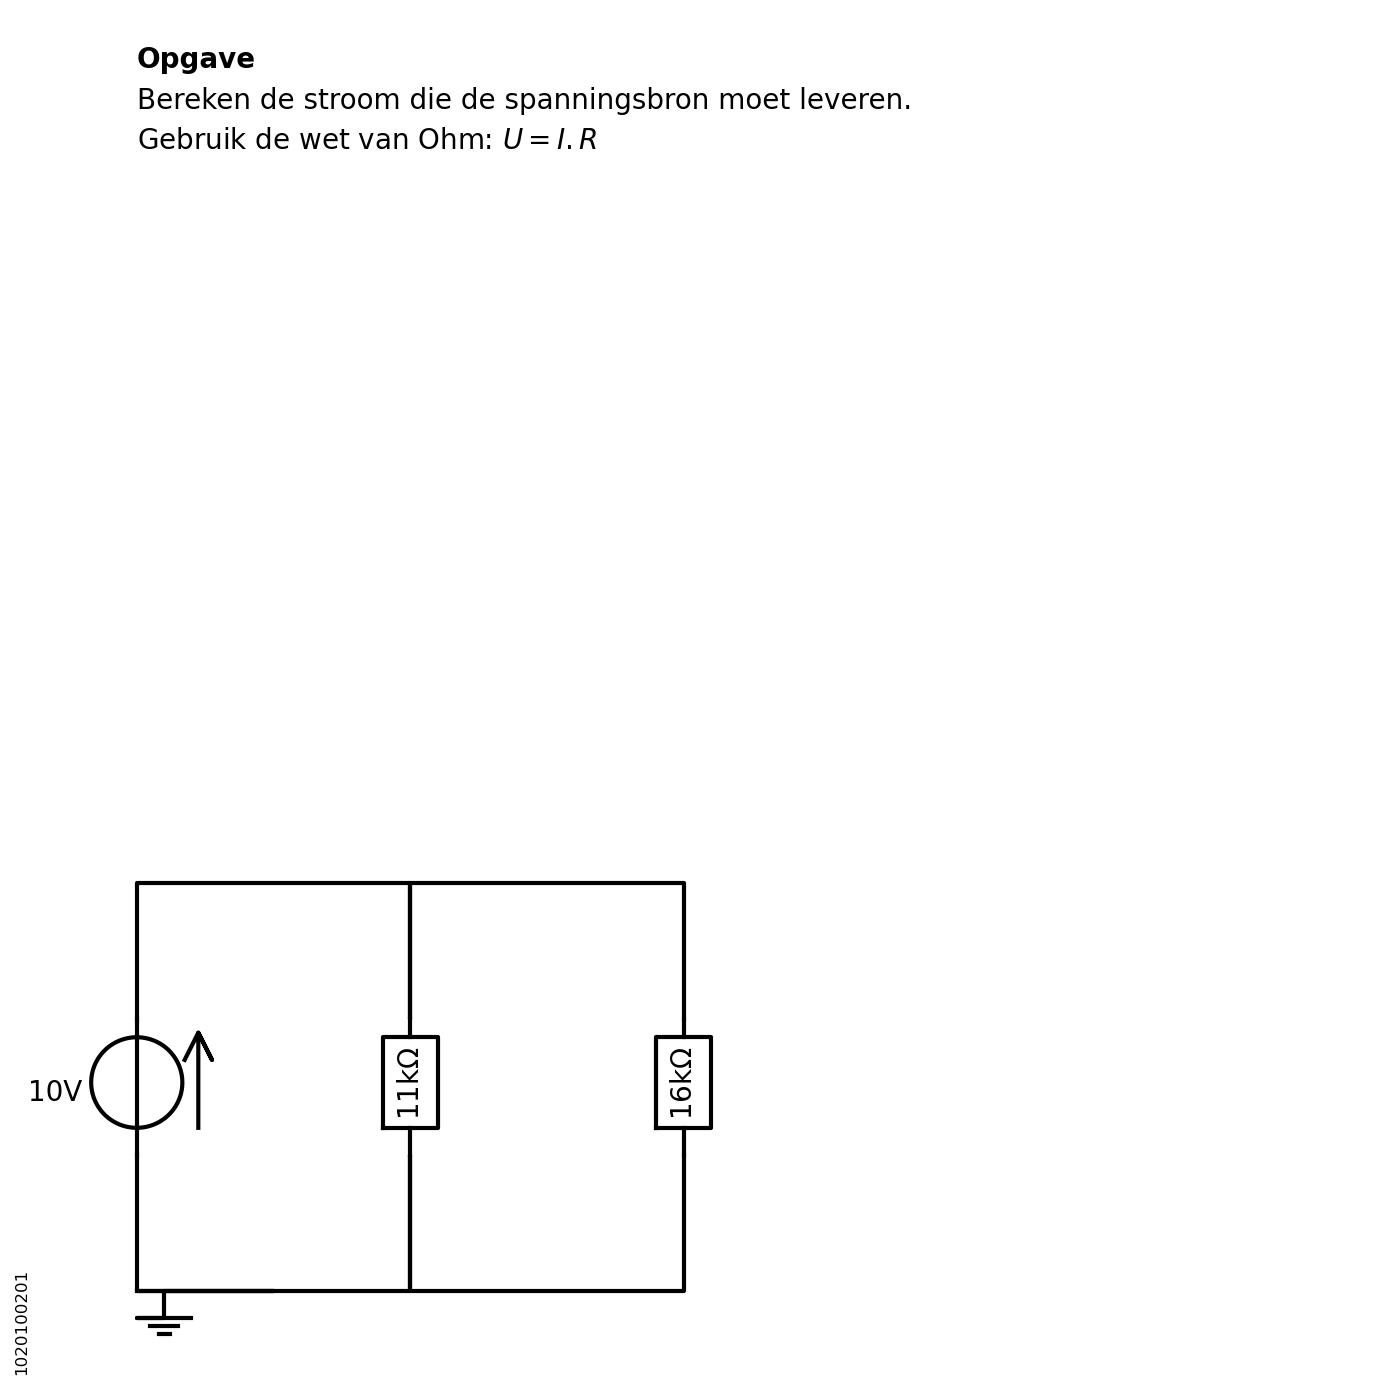 Opgave
Bereken de stroom die de spanningsbron moet leveren.
Gebruik de wet van Ohm: U = I.R
10V
11kΩ
16kΩ
1020100201